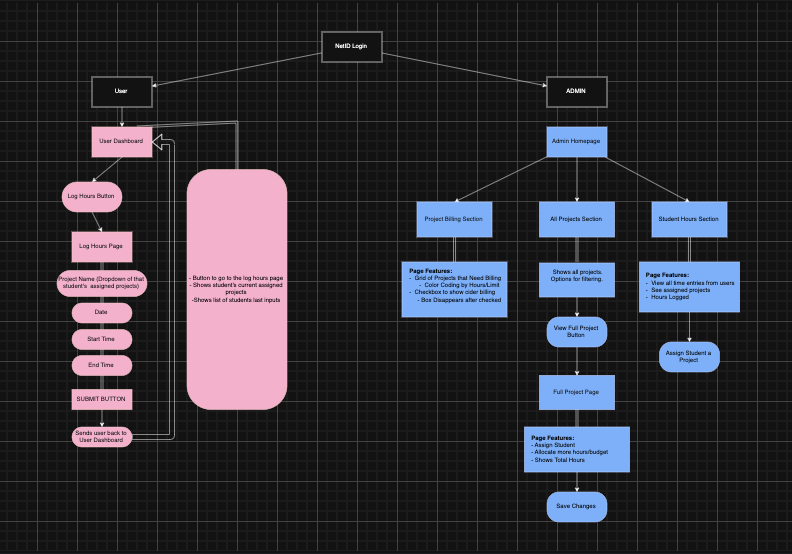 NetID Login
User
ADMIN
User Dashboard
Admin Homepage
Log Hours Button
Project Billing Section
All Projects Section
Student Hours Section
Log Hours Page
- Button to go to the log hours page
- Shows student's current assigned
projects
-Shows list of students last inputs
Page Features:
- Grid of Projects that Need Billing
- Color Coding by Hours/Limit
- Checkbox to show cider billing
- Box Disappears after checked
Shows all projects.
Options for filtering.
Page Features:
- View all time entries from users
- See assigned projects
- Hours Logged
Project Name (Dropdown of that
student's assigned projects)
Date
Start Time
End Time
SUBMIT BUTTON
Sends user back to
User Dashboard
View Full Project
Button
Assign Student a
Project
Full Project Page
Page Features:
- Assign Student
- Allocate more hours/budget
- Shows Total Hours
Save Changes